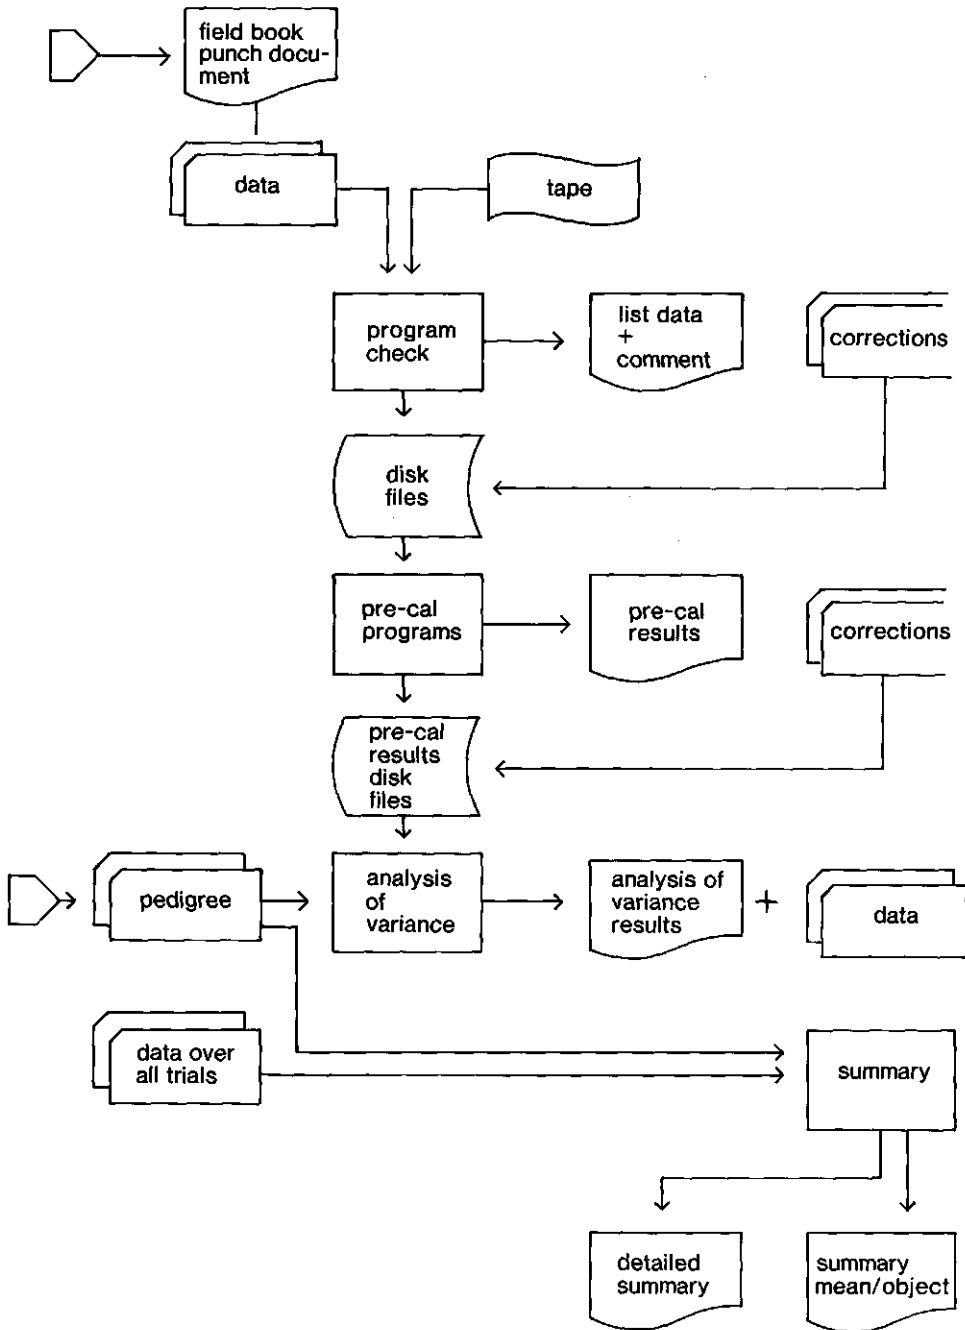 field book
punch docu-
ment
data
tape
program
check
list data
+
comment
corrections
disk
files
pre-cal
programs
pre-cal
results
corrections
pre-cal
results
disk
files
pedigree
analysis
of
variance
analysis of
variance
results
+
data
data over
all trials
summary
detailed
summary
summary
mean/object